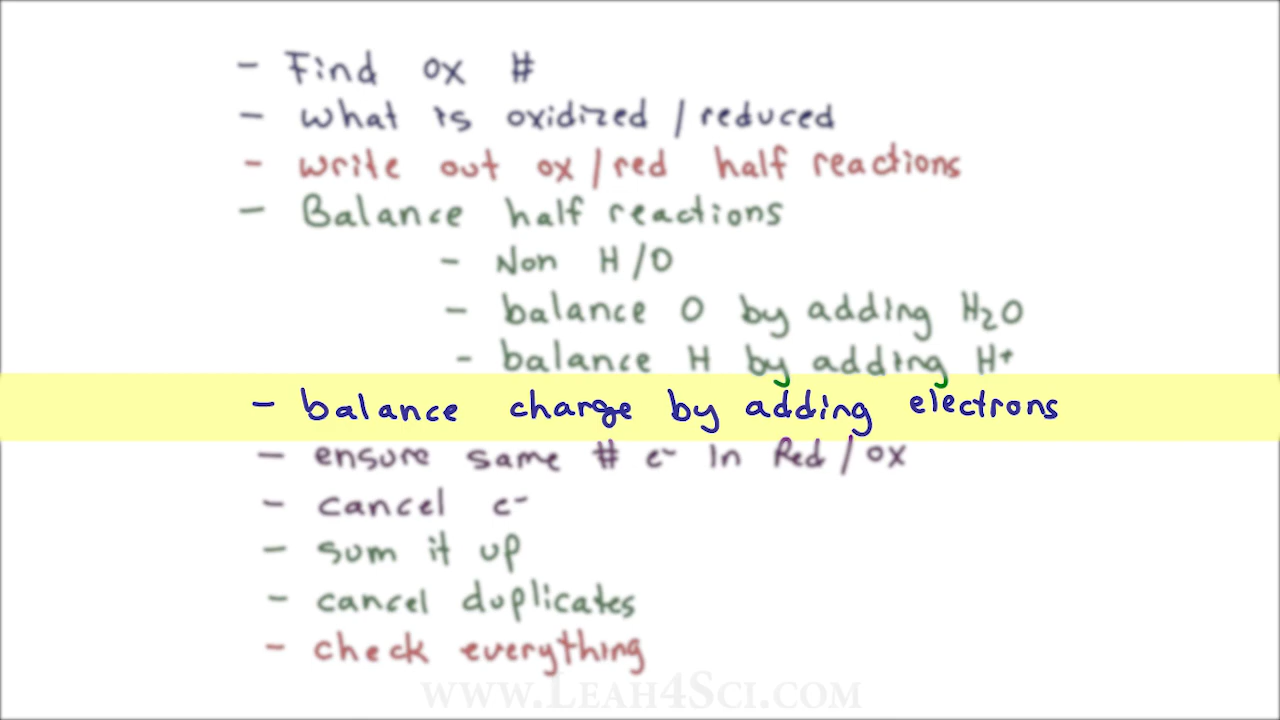 - Find ox #
- what is oxidized / reduced
- write out ox / red half reactions
- Balance half reactions
- Non H / O
- balance O by adding H₂O
- balance H by adding H⁺
- balance charge by adding electrons
- ensure same # e⁻ in Red / ox
- cancel e⁻
- sum it up
- cancel duplicates
- check everything
www.Leah4Sci.com